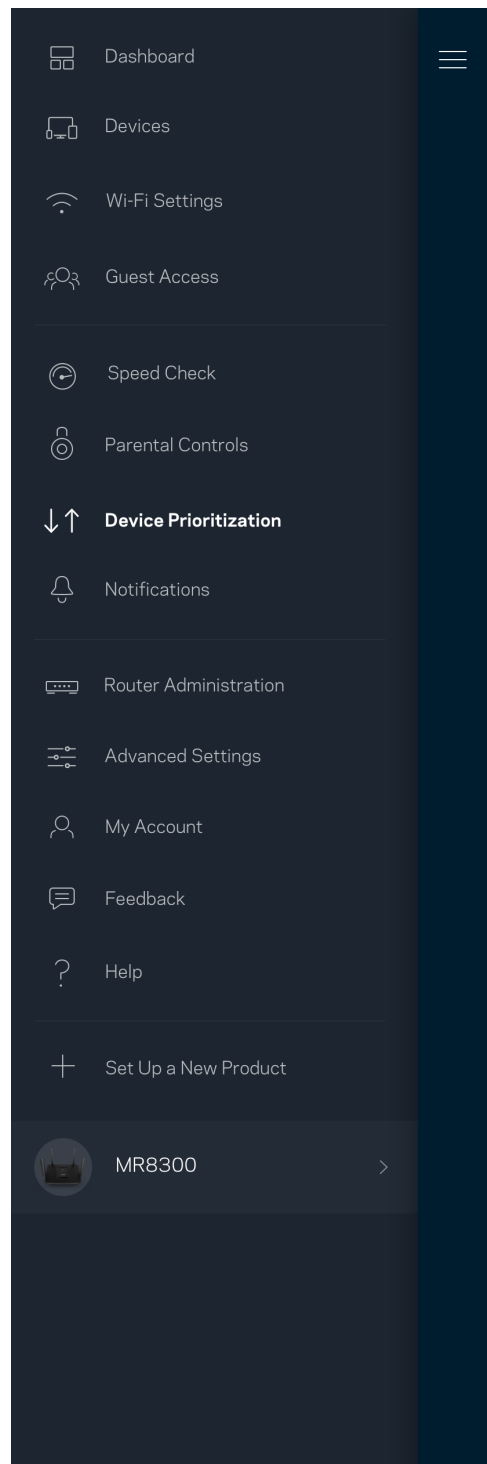 Dashboard
Devices
Wi-Fi Settings
Guest Access
Speed Check
Parental Controls
Device Prioritization
Notifications
Router Administration
Advanced Settings
My Account
Feedback
Help
Set Up a New Product
MR8300